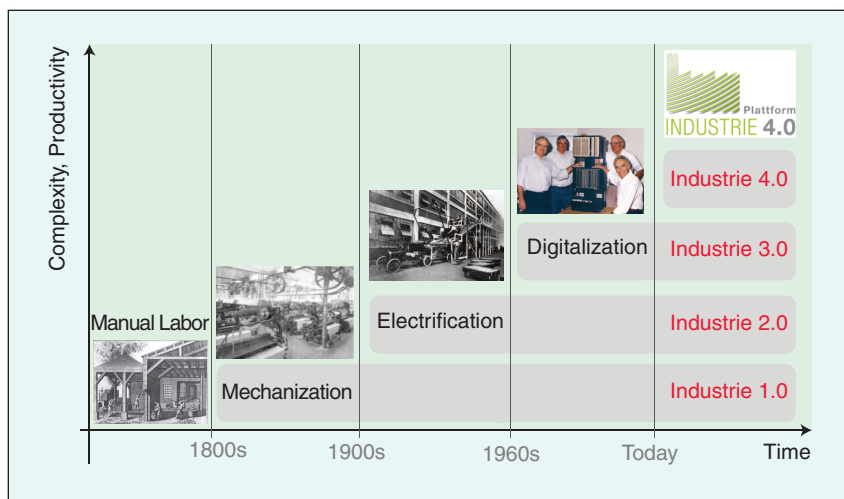 Complexity, Productivity
Plattform
INDUSTRIE 4.0
Industrie 4.0
Digitalization
Industrie 3.0
Electrification
Industrie 2.0
Manual Labor
Mechanization
Industrie 1.0
1800s
1900s
1960s
Today
Time